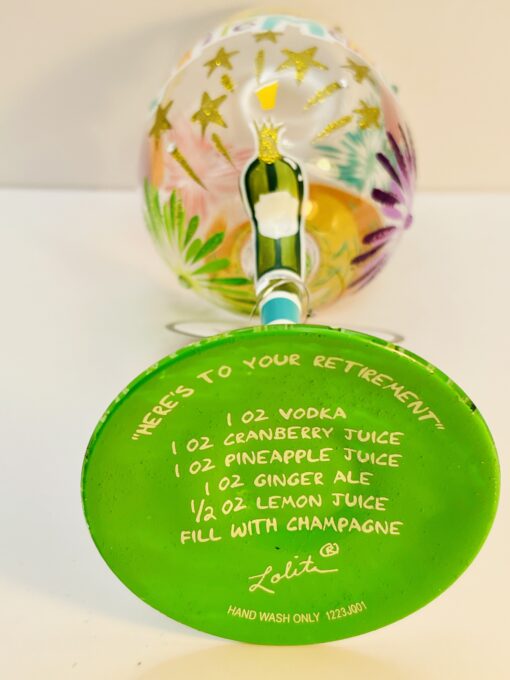 "HERE'S TO YOUR RETIREMENT"
1 OZ VODKA
1 OZ CRANBERRY JUICE
1 OZ PINEAPPLE JUICE
1 OZ GINGER ALE
1/2 OZ LEMON JUICE
FILL WITH CHAMPAGNE
Lolita®
HAND WASH ONLY 1223J001